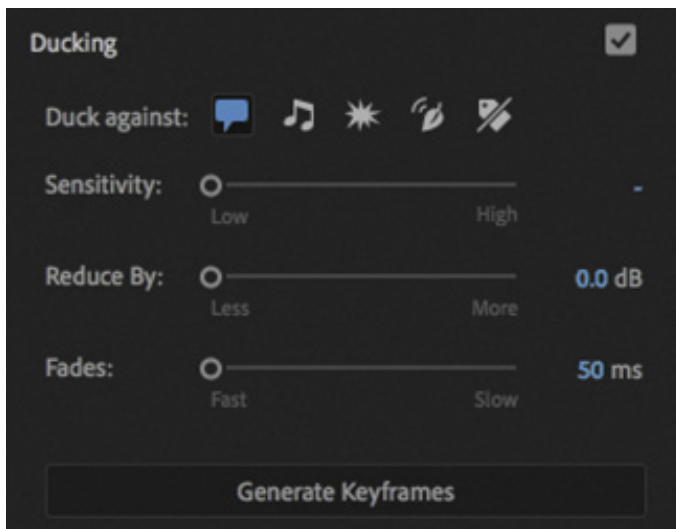 Ducking
Duck against:
Sensitivity: -
Low High
Reduce By: 0.0 dB
Less More
Fades: 50 ms
Fast Slow
Generate Keyframes